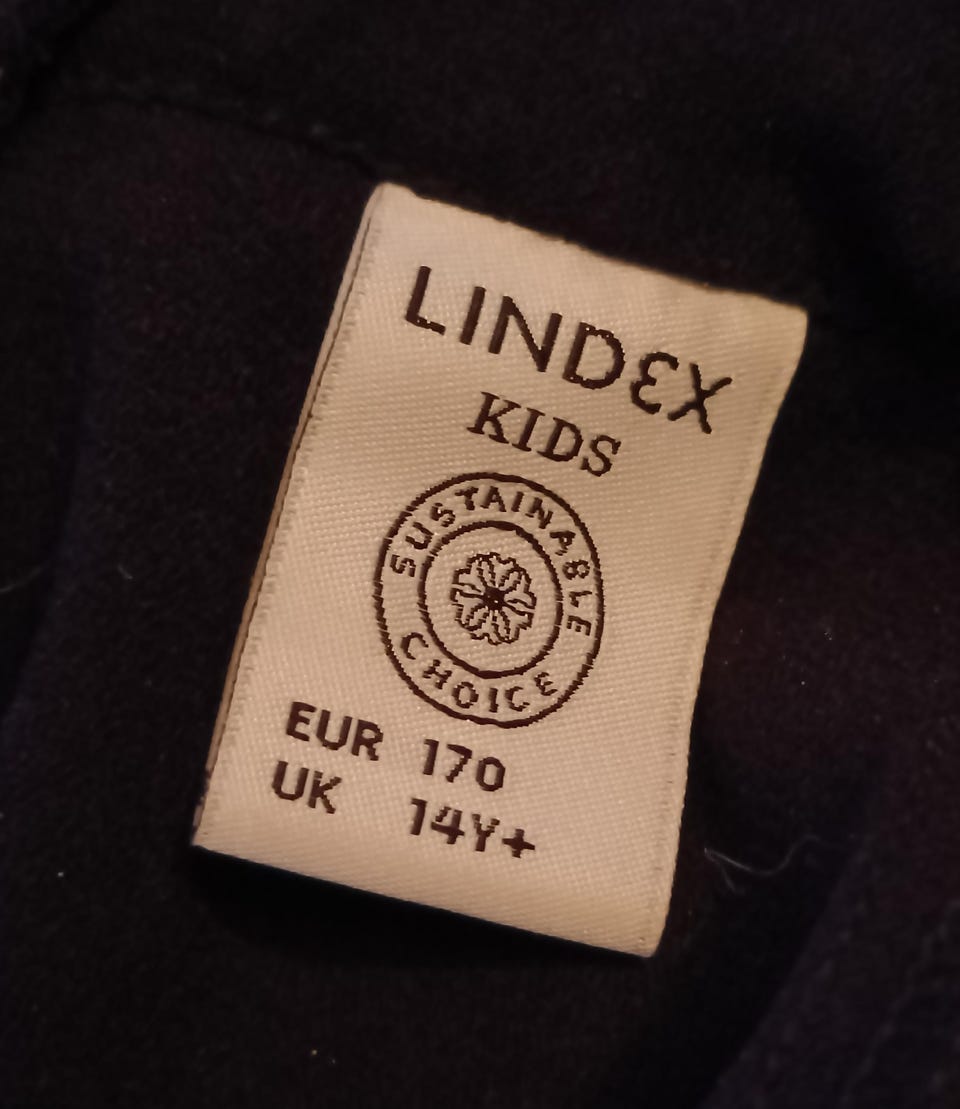 LINDEX
KIDS
SUSTAINABLE
CHOICE
EUR 170
UK 14Y+